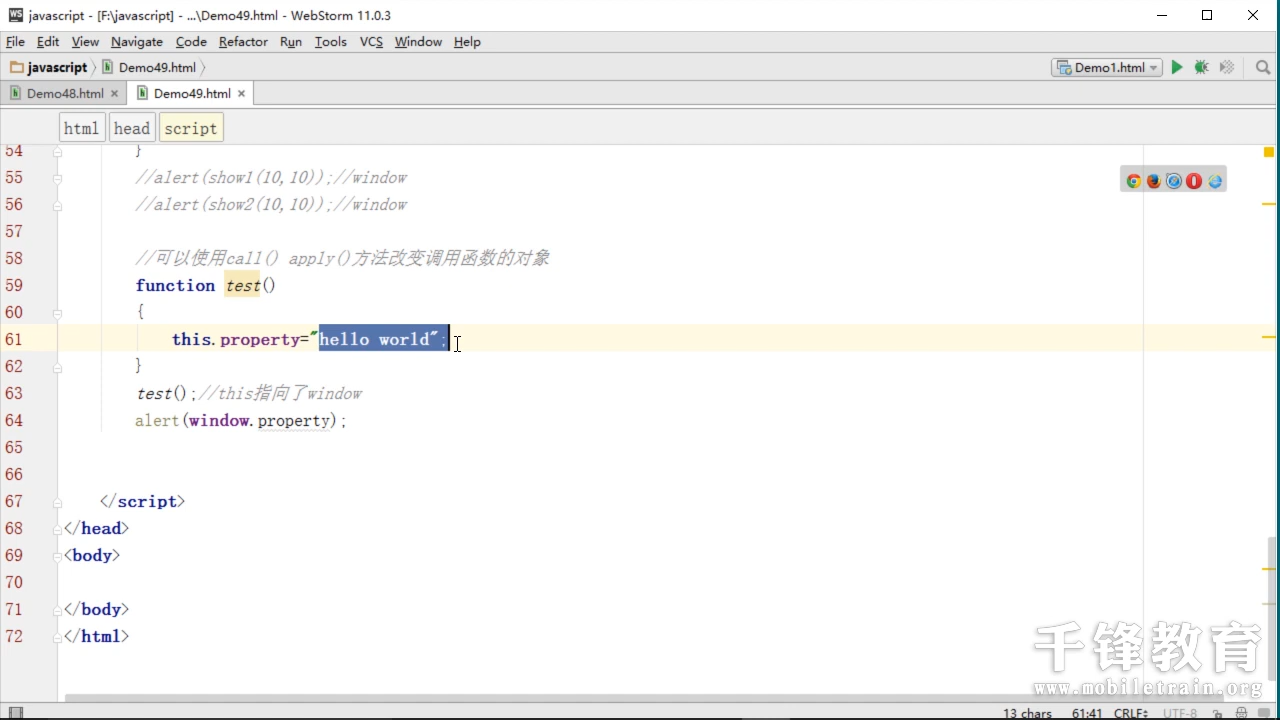 WS javascript - [F:\javascript] - ...\Demo49.html - WebStorm 11.0.3
File Edit View Navigate Code Refactor Run Tools VCS Window Help
javascript Demo49.html Demo1.html
Demo48.html Demo49.html
html head script
54 }
55 //alert(show1(10,10));//window
56 //alert(show2(10,10));//window
57
58 //可以使用call() apply()方法改变调用函数的对象
59 function test()
60 {
61 this.property="hello world";
62 }
63 test();//this指向了window
64 alert(window.property);
65
66
67 </script>
68 </head>
69 <body>
70
71 </body>
72 </html>
千锋教育
www.mobiletrain.org
13 chars 61:41 CRLF UTF-8